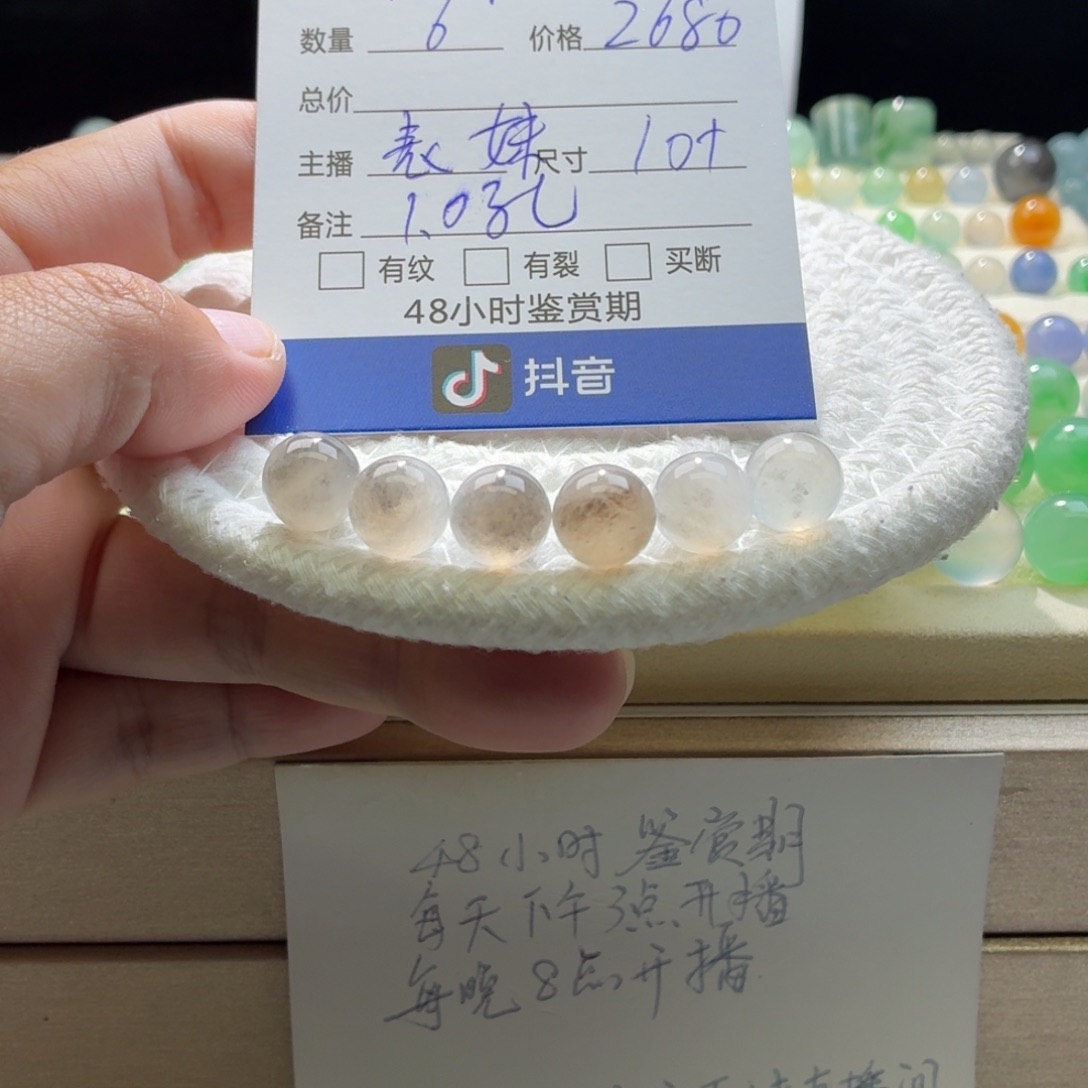 数量 6 价格 2680
总价
主播 表妹 尺寸 10+
备注 1.0孔
有纹 有裂 买断
48小时鉴赏期
抖音
48小时鉴赏期
每天下午3点开播
每晚8点开播